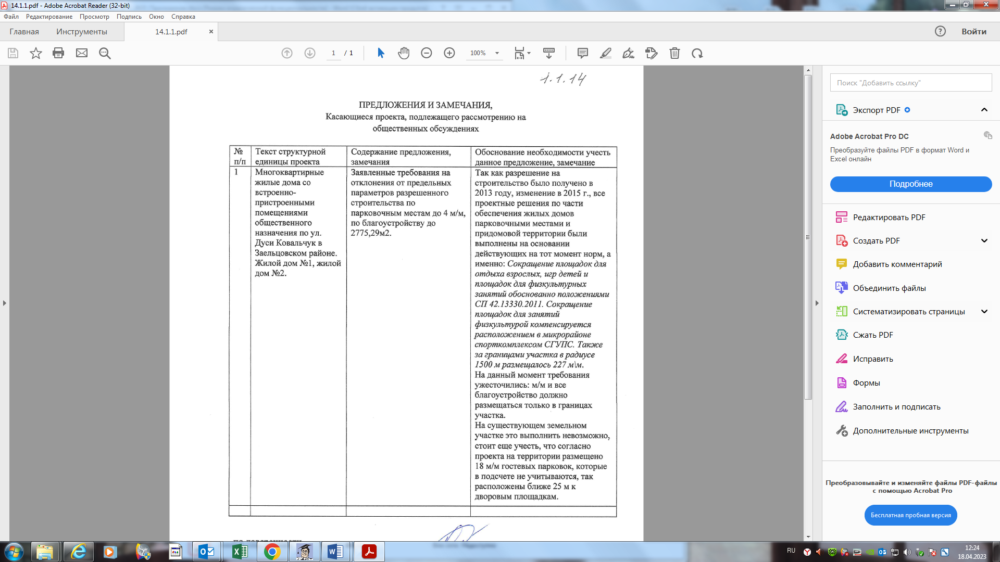 14.1.1.pdf - Adobe Acrobat Reader (32-bit)
Файл Редактирование Просмотр Подпись Окно Справка
Главная Инструменты 14.1.1.pdf × Войти
1 / 1 100%
1.1.14
ПРЕДЛОЖЕНИЯ И ЗАМЕЧАНИЯ,
Касающиеся проекта, подлежащего рассмотрению на
общественных обсуждениях
№ п/п
Текст структурной
единицы проекта
Содержание предложения,
замечания
Обоснование необходимости учесть
данное предложение, замечание
1
Многоквартирные
жилые дома со
встроенно-
пристроенными
помещениями
общественного
назначения по ул.
Дуси Ковальчук в
Заельцовском районе.
Жилой дом №1, жилой
дом №2.
Заявленные требования на
отклонения от предельных
параметров разрешенного
строительства по
парковочным местам до 4 м/м,
по благоустройству до
2775,29м2.
Так как разрешение на
строительство было получено в
2013 году, изменение в 2015 г., все
проектные решения по части
обеспечения жилых домов
парковочными местами и
придомовой территории были
выполнены на основании
действующих на тот момент норм, а
именно: Сокращение площадок для
отдыха взрослых, игр детей и
площадок для физкультурных
занятий обоснованно положениями
СП 42.13330.2011. Сокращение
площадок для занятий
физкультурой компенсируется
расположением в микрорайоне
спорткомплексом СГУПС. Также
за границами участка в радиусе
1500 м размещалось 227 м\м.
На данный момент требования
ужесточились: м/м и все
благоустройство должно
размещаться только в границах
участка.
На существующем земельном
участке это выполнить невозможно,
стоит еще учесть, что согласно
проекта на территории размещено
18 м/м гостевых парковок, которые
в подсчете не учитываются, так
расположены ближе 25 м к
дворовым площадкам.
по доверенности
Поиск "Добавить ссылку"
Экспорт PDF
Adobe Acrobat Pro DC
Преобразуйте файлы PDF в формат Word и
Excel онлайн
Подробнее
Редактировать PDF
Создать PDF
Добавить комментарий
Объединить файлы
Систематизировать страницы
Сжать PDF
Исправить
Формы
Заполнить и подписать
Дополнительные инструменты
Преобразовывайте и изменяйте файлы PDF-файлы
с помощью Acrobat Pro
Бесплатная пробная версия
RU
12:24
18.04.2023